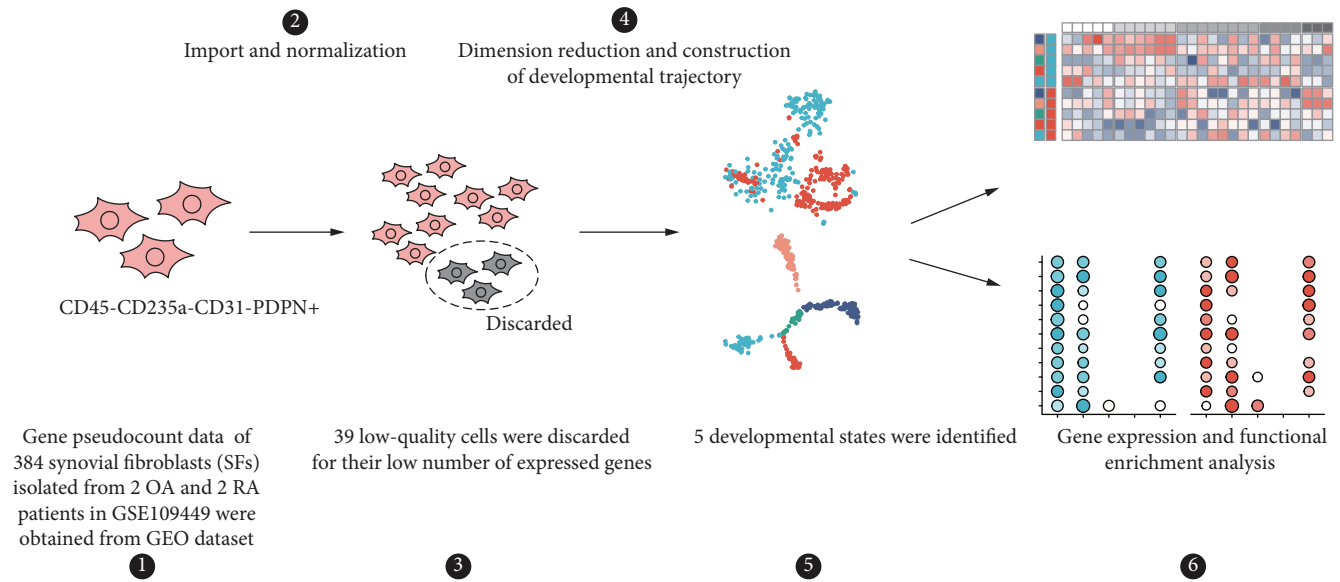 2
Import and normalization
4
Dimension reduction and construction
of developmental trajectory
CD45-CD235a-CD31-PDPN+
Discarded
Gene pseudocount data of
384 synovial fibroblasts (SFs)
isolated from 2 OA and 2 RA
patients in GSE109449 were
obtained from GEO dataset
1
39 low-quality cells were discarded
for their low number of expressed genes
3
5 developmental states were identified
5
Gene expression and functional
enrichment analysis
6